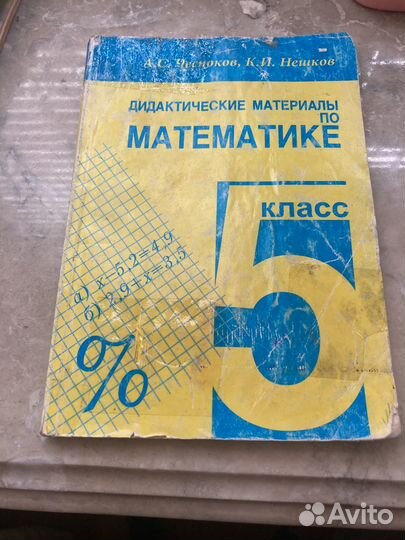 А.С. Чесноков, К.И. Нешков
ДИДАКТИЧЕСКИЕ МАТЕРИАЛЫ
ПО
МАТЕМАТИКЕ
класс
5
а) x−5,2=4,9
б) 2,9+x=3,5
%
Avito